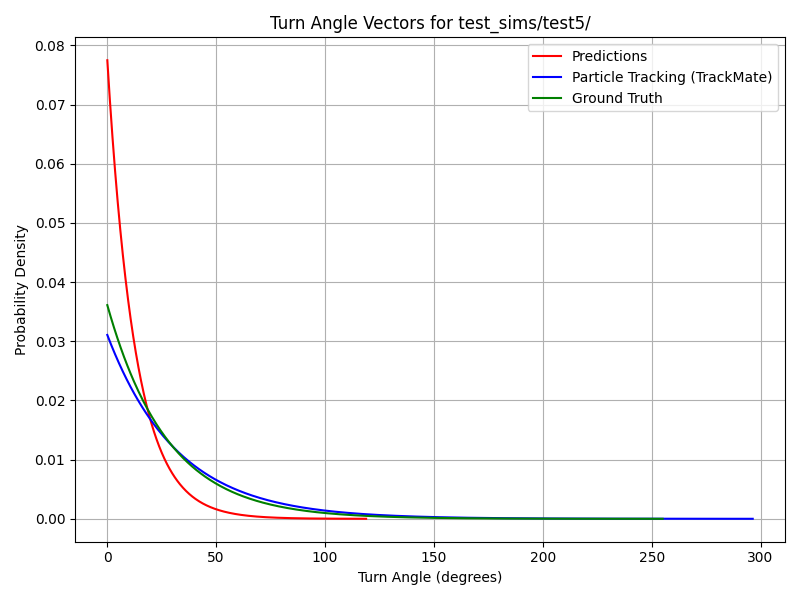 Turn Angle Vectors for test_sims/test5/
Predictions
Particle Tracking (TrackMate)
Ground Truth
Probability Density
0.08
0.07
0.06
0.05
0.04
0.03
0.02
0.01
0.00
0 50 100 150 200 250 300
Turn Angle (degrees)